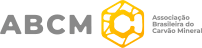 ABCM
Associação
Brasileira do
Carvão Mineral